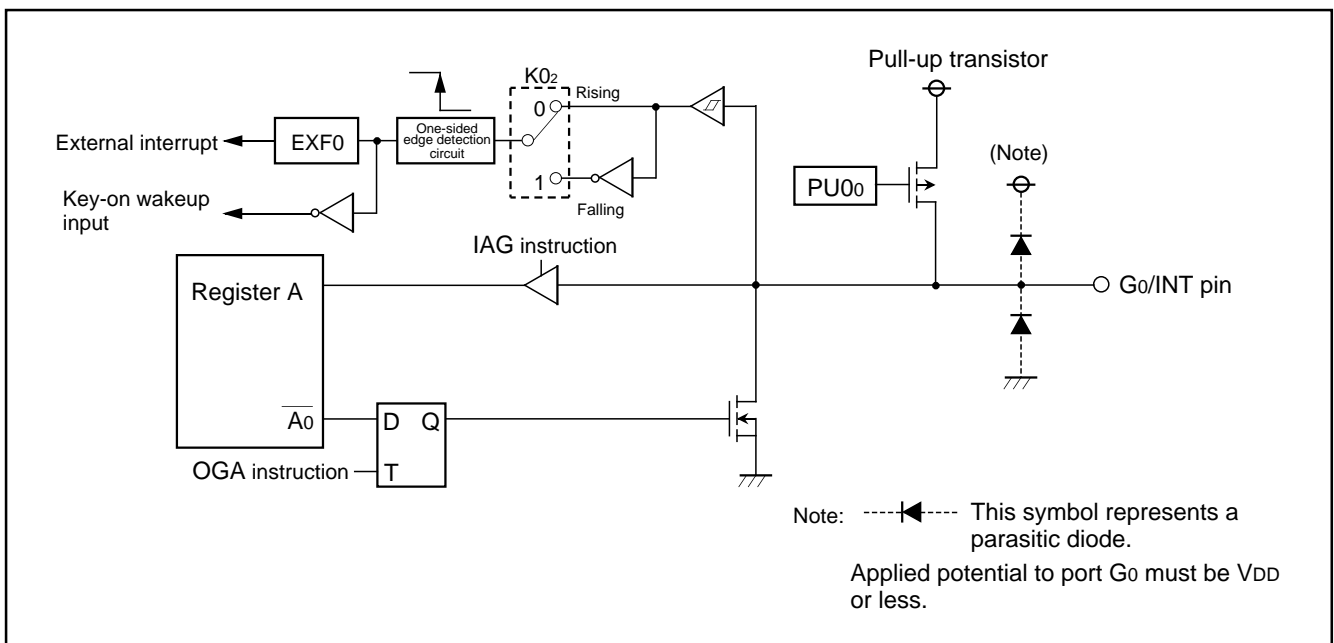 Pull-up transistor
K02
Rising
0
External interrupt
EXF0
One-sided
edge detection
circuit
(Note)
1
PU00
Key-on wakeup
input
Falling
IAG instruction
Register A
G0/INT pin
A0
D Q
OGA instruction
T
Note:
This symbol represents a
parasitic diode.
Applied potential to port G0 must be VDD
or less.